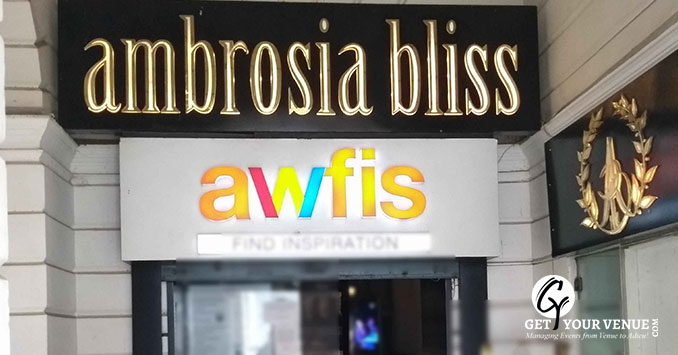 ambrosia bliss
awfis
FIND INSPIRATION
GET YOUR VENUE
.COM
Managing Events from Venue to Adieu!